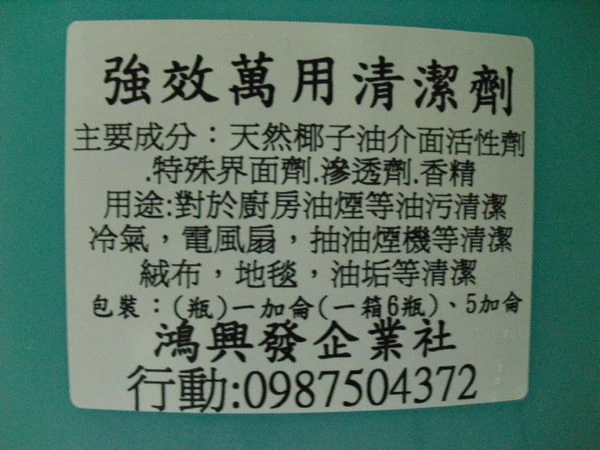 強效萬用清潔劑
主要成分：天然椰子油介面活性劑
.特殊界面劑.滲透劑.香精
用途:對於廚房油煙等油污清潔
冷氣，電風扇，抽油煙機等清潔
絨布，地毯，油垢等清潔
包裝：(瓶)一加侖(一箱6瓶)、5加侖
鴻興發企業社
行動:0987504372